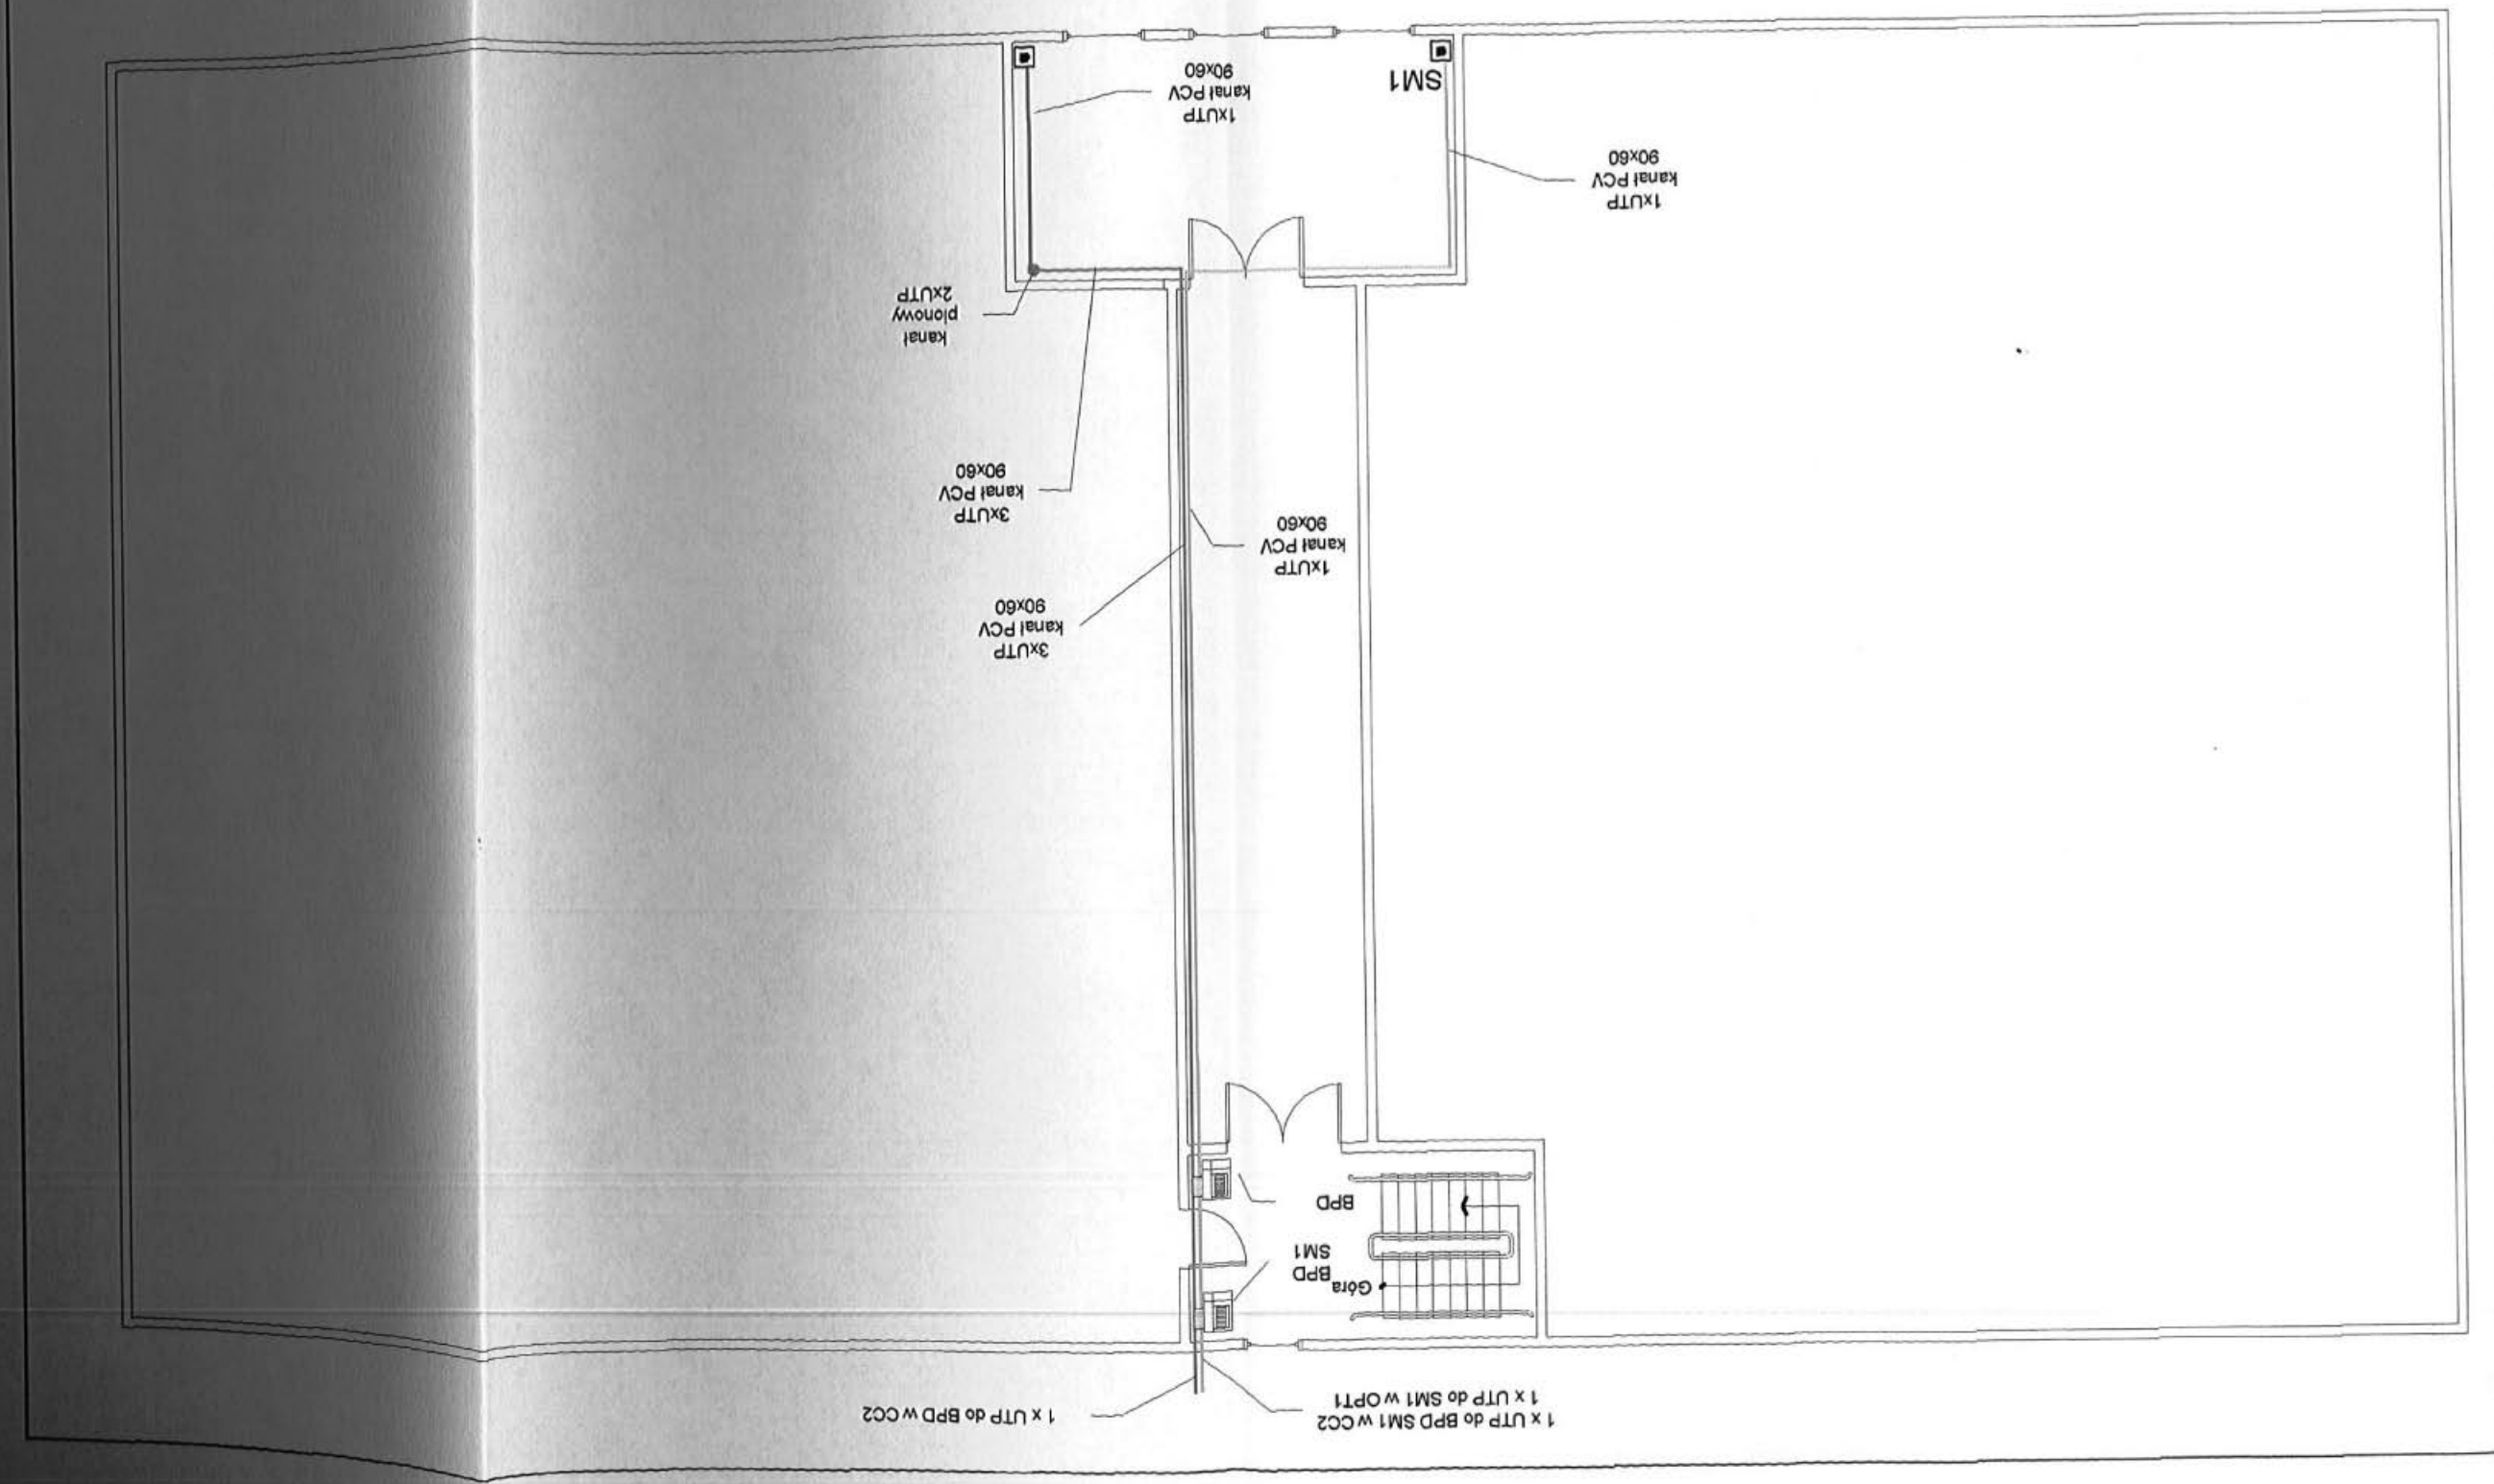 1 x UTP do BPD SM1 w CC2
1 x UTP do SM1 w OPT1
1 x UTP do BPD w CC2
Góra
BPD
SM1
BPD
3xUTP
kanał PCV
90x60
1xUTP
kanał PCV
90x60
3xUTP
kanał PCV
90x60
kanał
pionowy
2xUTP
1xUTP
kanał PCV
90x60
1xUTP
kanał PCV
90x60
SM1